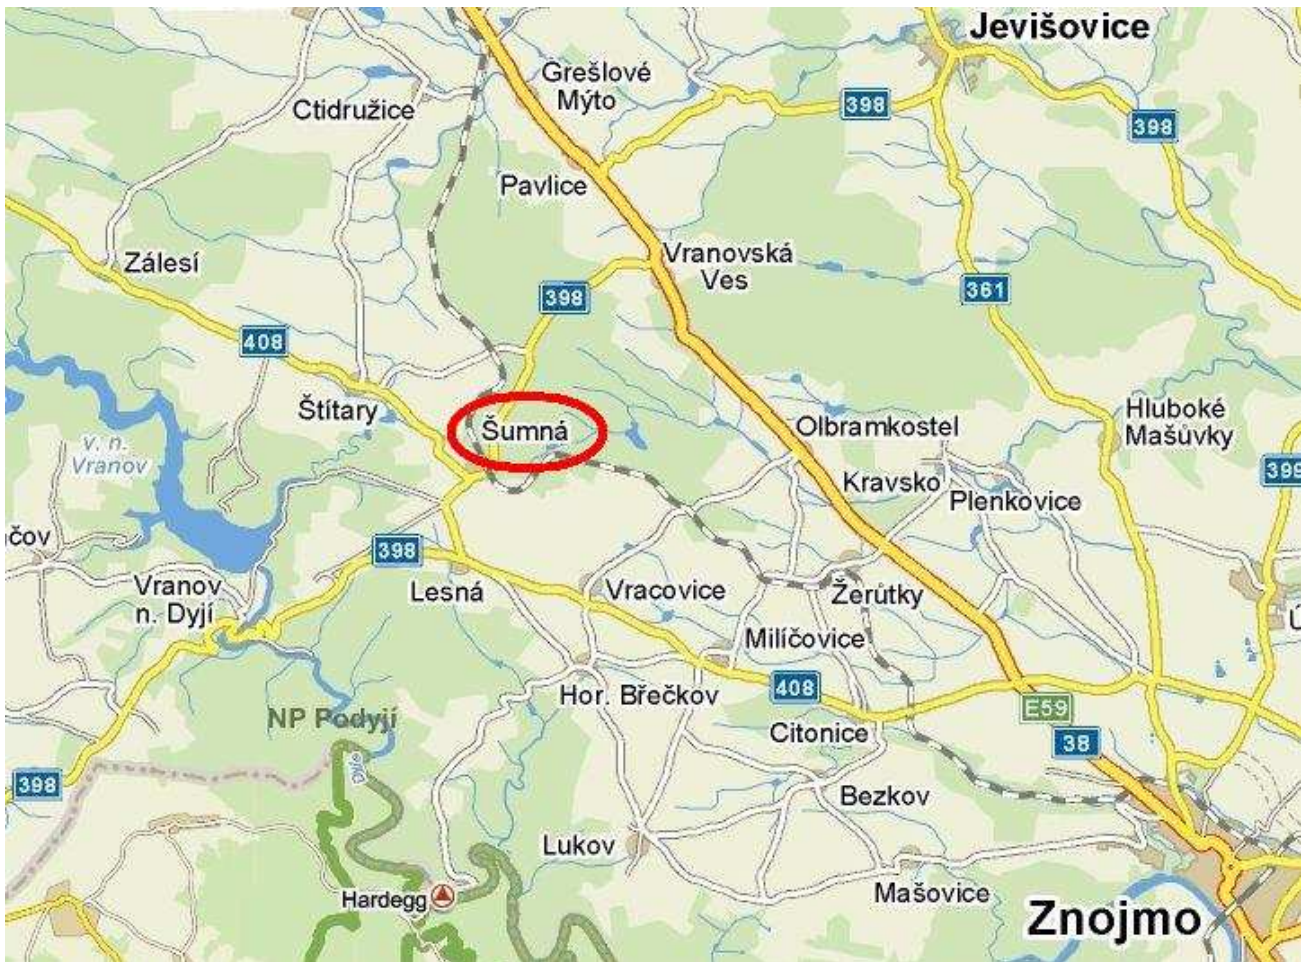 Jevišovice
Grešlové
Mýto
398
Ctidružice
398
Pavlice
Vranovská
Ves
Zálesí
398
361
408
Štítary
Šumná
Olbramkostel
Hluboké
Mašůvky
v. n.
Vranov
Kravsko
Plenkovice
399
čov
398
Vranov
n. Dyjí
Lesná
Vracovice
Žerůtky
Ú
Milíčovice
Hor. Břečkov
408
E59
NP Podyjí
Citonice
38
398
Dyje
Bezkov
Lukov
Hardegg
Mašovice
Znojmo